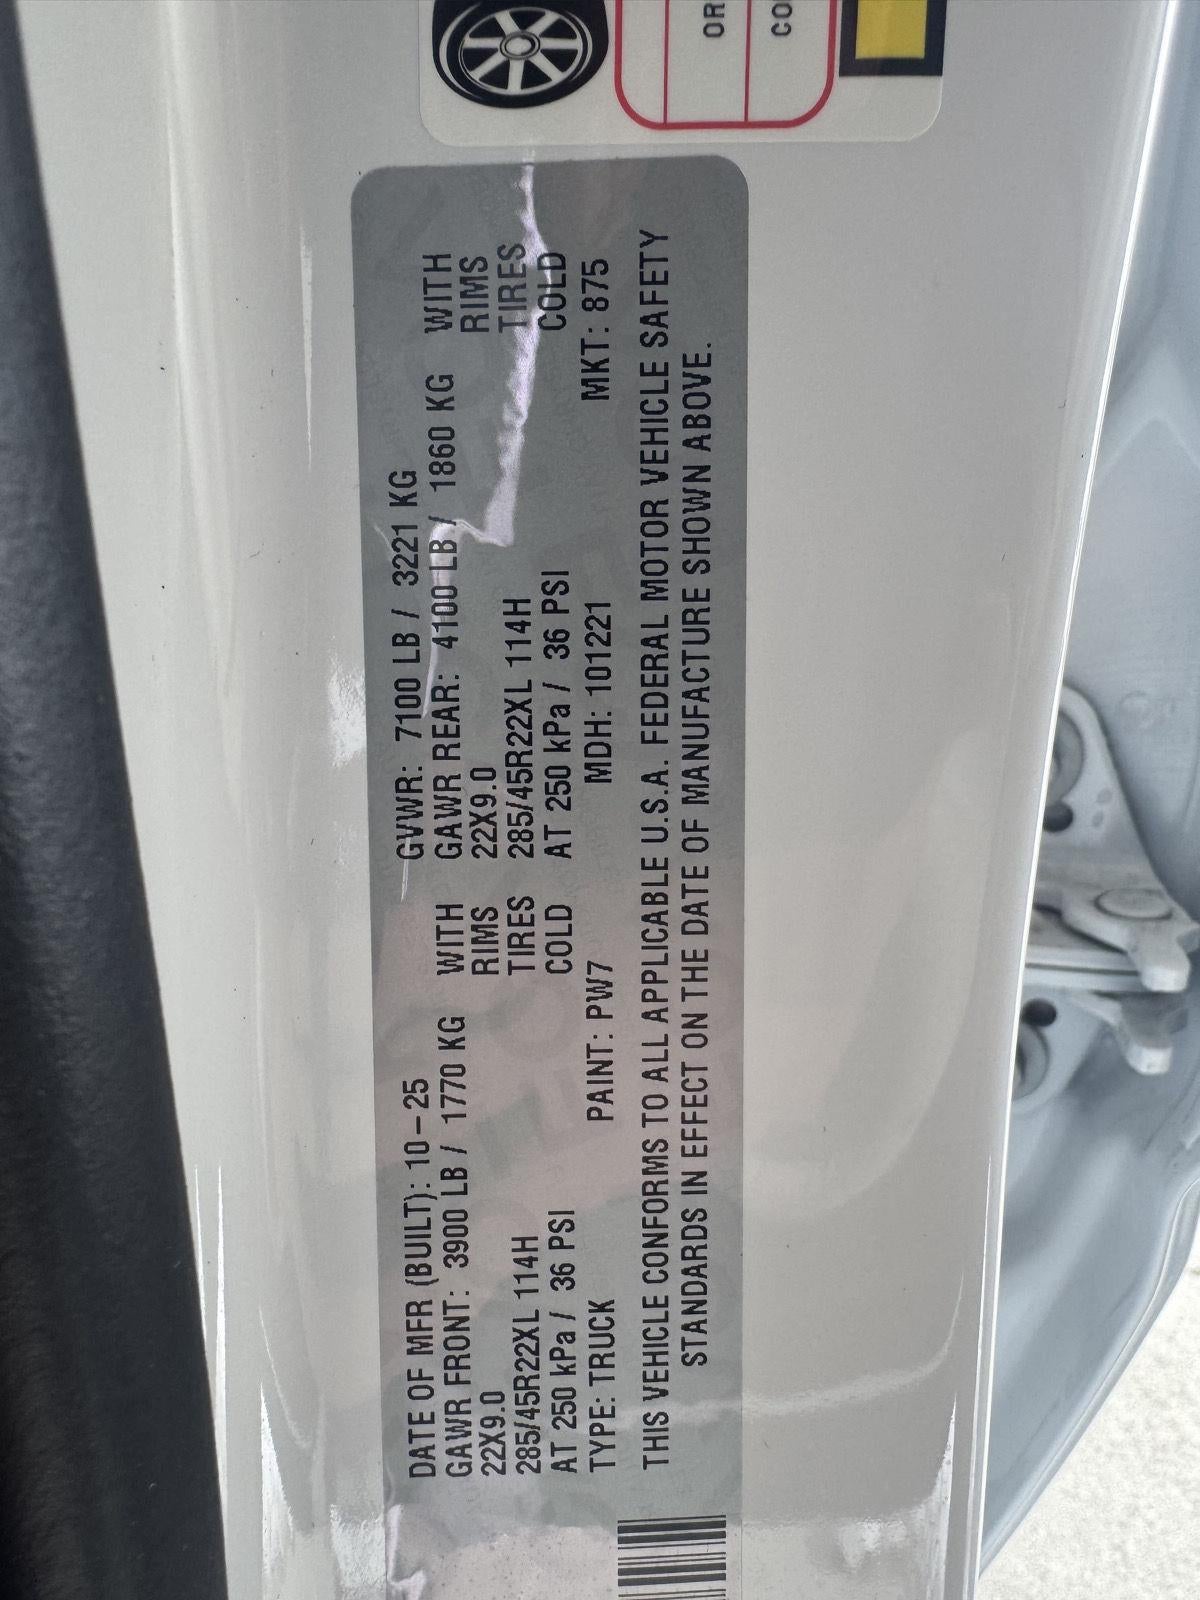 OR
CO
DATE OF MFR (BUILT): 10-25 GVWR: 7100 LB / 3221 KG
GAWR FRONT: 3900 LB / 1770 KG WITH GAWR REAR: 4100 LB / 1860 KG WITH
22X9.0 RIMS 22X9.0 RIMS
285/45R22XL 114H TIRES 285/45R22XL 114H TIRES
AT 250 kPa / 36 PSI COLD AT 250 kPa / 36 PSI COLD
TYPE: TRUCK PAINT: PW7 MDH: 101221 MKT: 875
THIS VEHICLE CONFORMS TO ALL APPLICABLE U.S.A. FEDERAL MOTOR VEHICLE SAFETY
STANDARDS IN EFFECT ON THE DATE OF MANUFACTURE SHOWN ABOVE.